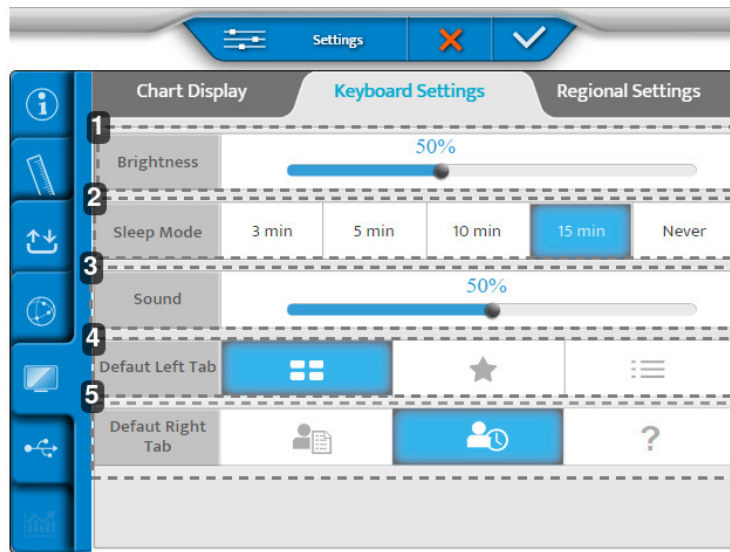 Settings
Chart Display Keyboard Settings Regional Settings
1
Brightness 50%
2
Sleep Mode 3 min 5 min 10 min 15 min Never
3
Sound 50%
4
Defaut Left Tab
5
Defaut Right
Tab ?